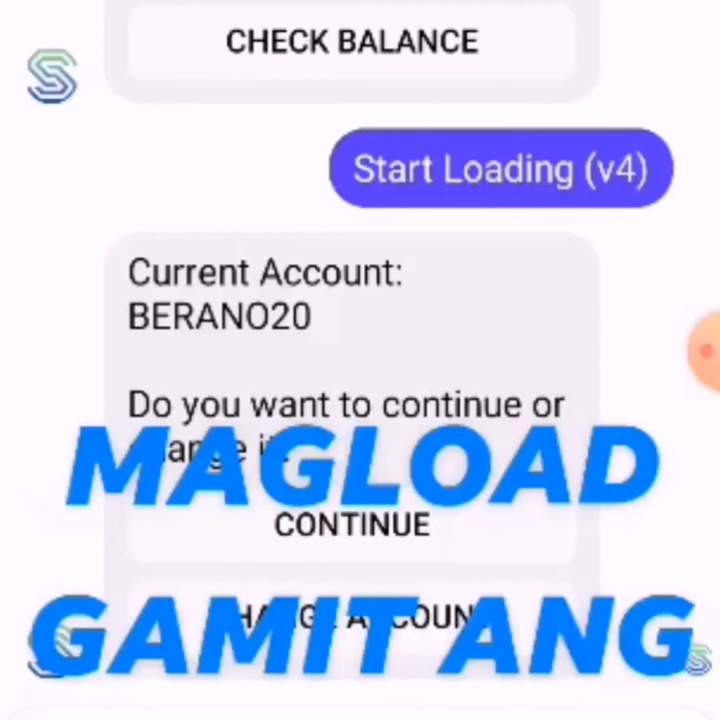 CHECK BALANCE
Start Loading (v4)
Current Account:
BERANO20
Do you want to continue or
MAGLOAD
CONTINUE
GAMIT ANG